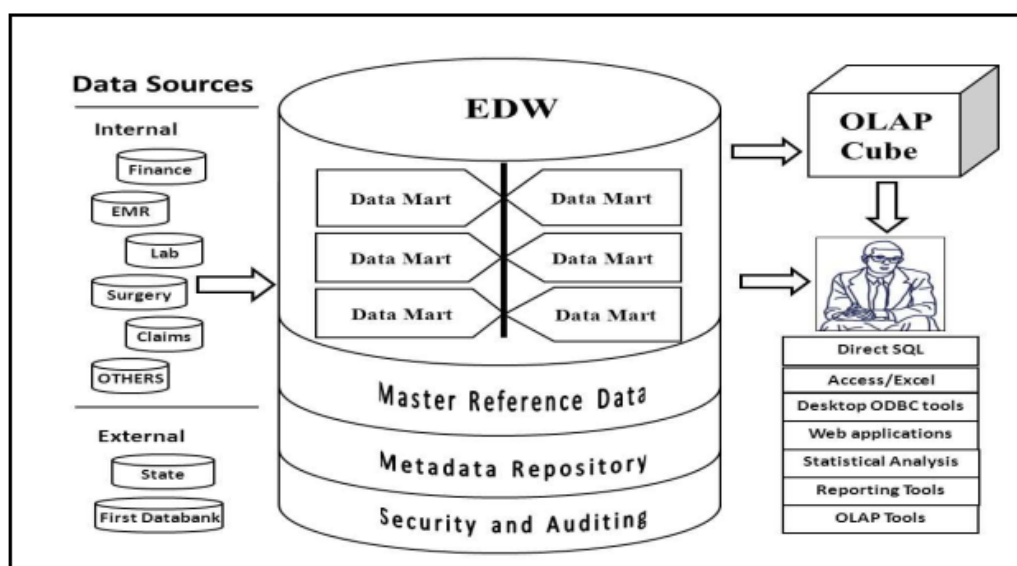 Data Sources
Internal
Finance
EMR
Lab
Surgery
Claims
OTHERS
External
State
First Databank
EDW
Data Mart
Data Mart
Data Mart
Data Mart
Data Mart
Data Mart
Master Reference Data
Metadata Repository
Security and Auditing
OLAP
Cube
Direct SQL
Access/Excel
Desktop ODBC tools
Web applications
Statistical Analysis
Reporting Tools
OLAP Tools